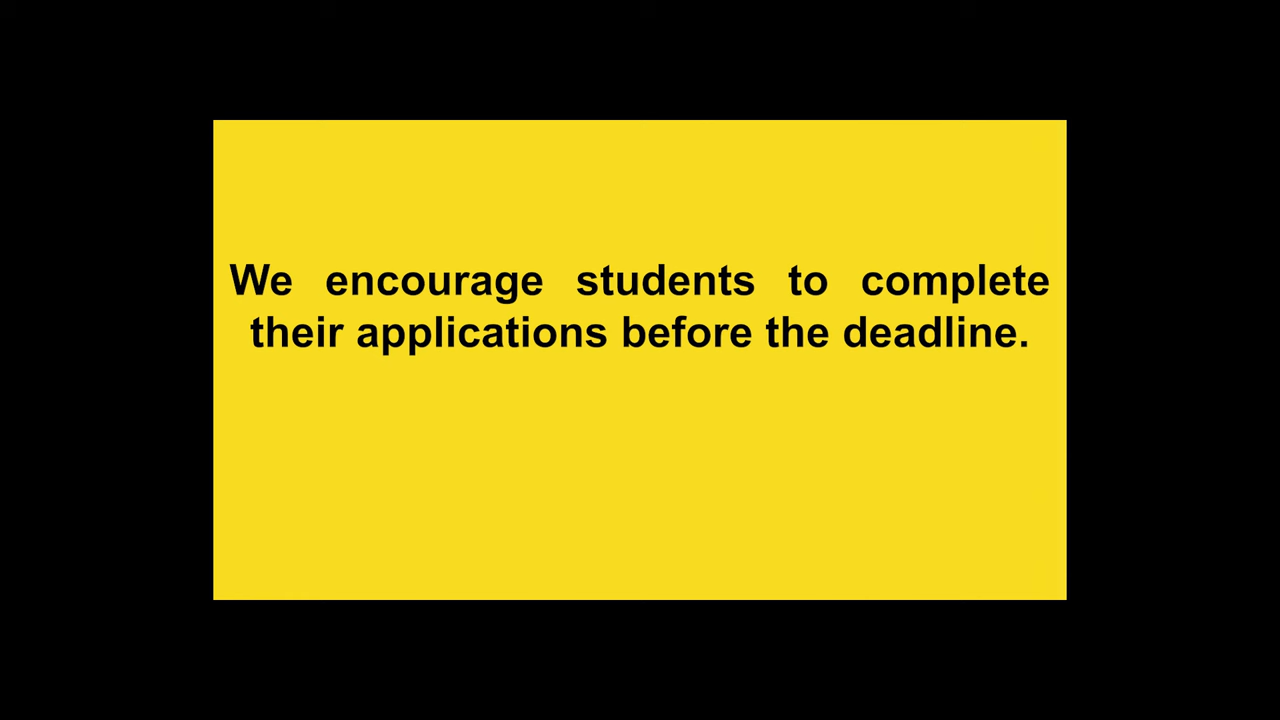 We encourage students to complete
their applications before the deadline.